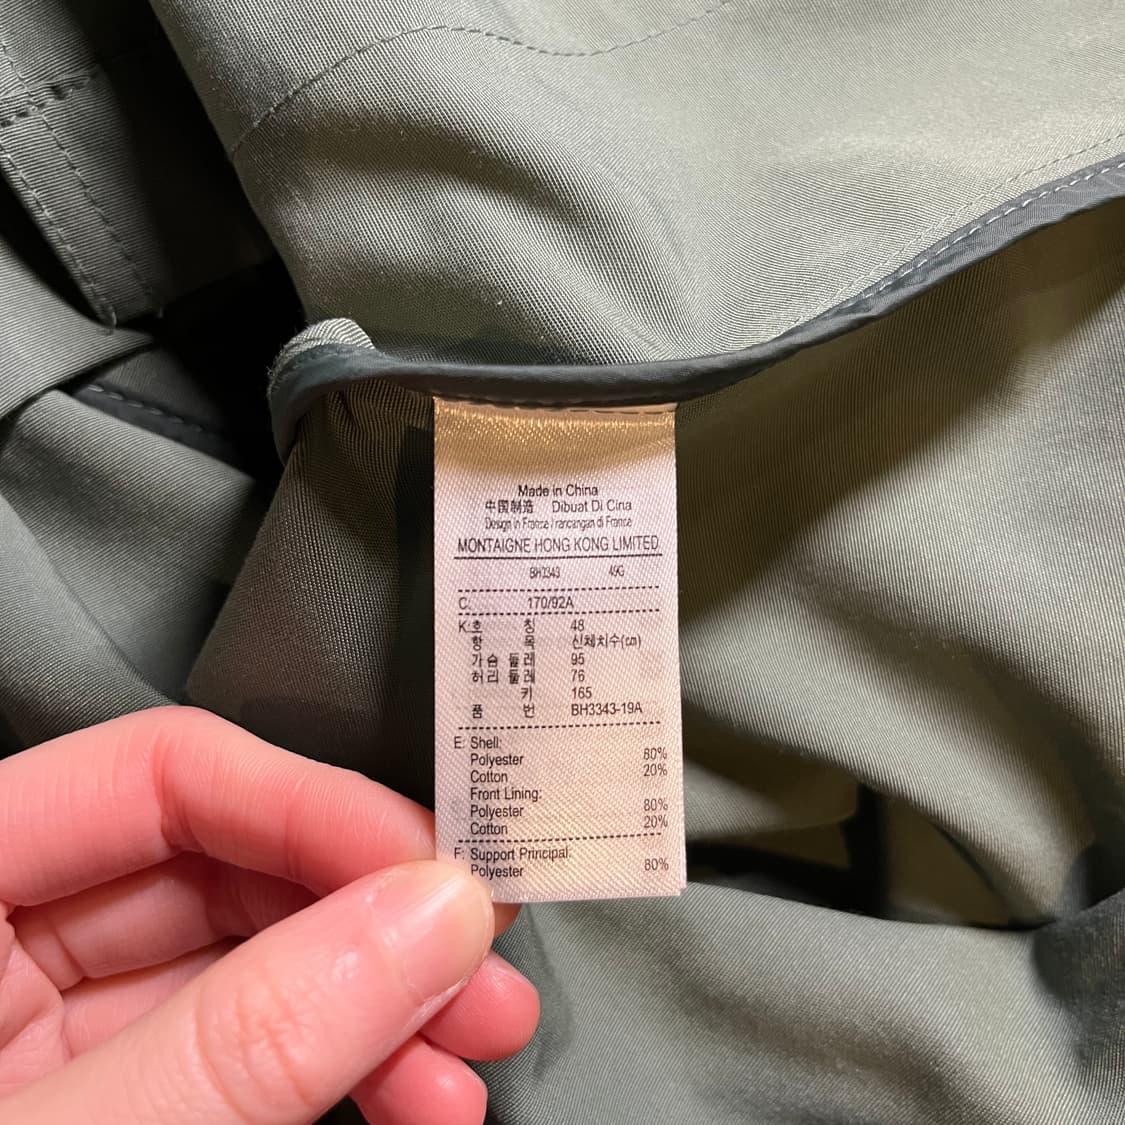 Made in China
中国制造 Dibuat Di Cina
Design in France / rancangan di France
MONTAIGNE HONG KONG LIMITED
BH3343 49G
C: 170/92A
K: 호 칭 48
항 목 신체치수(cm)
가슴 둘레 95
허리 둘레 76
키 165
품 번 BH3343-19A
E: Shell:
Polyester 80%
Cotton 20%
Front Lining:
Polyester 80%
Cotton 20%
F: Support Principal:
Polyester 80%